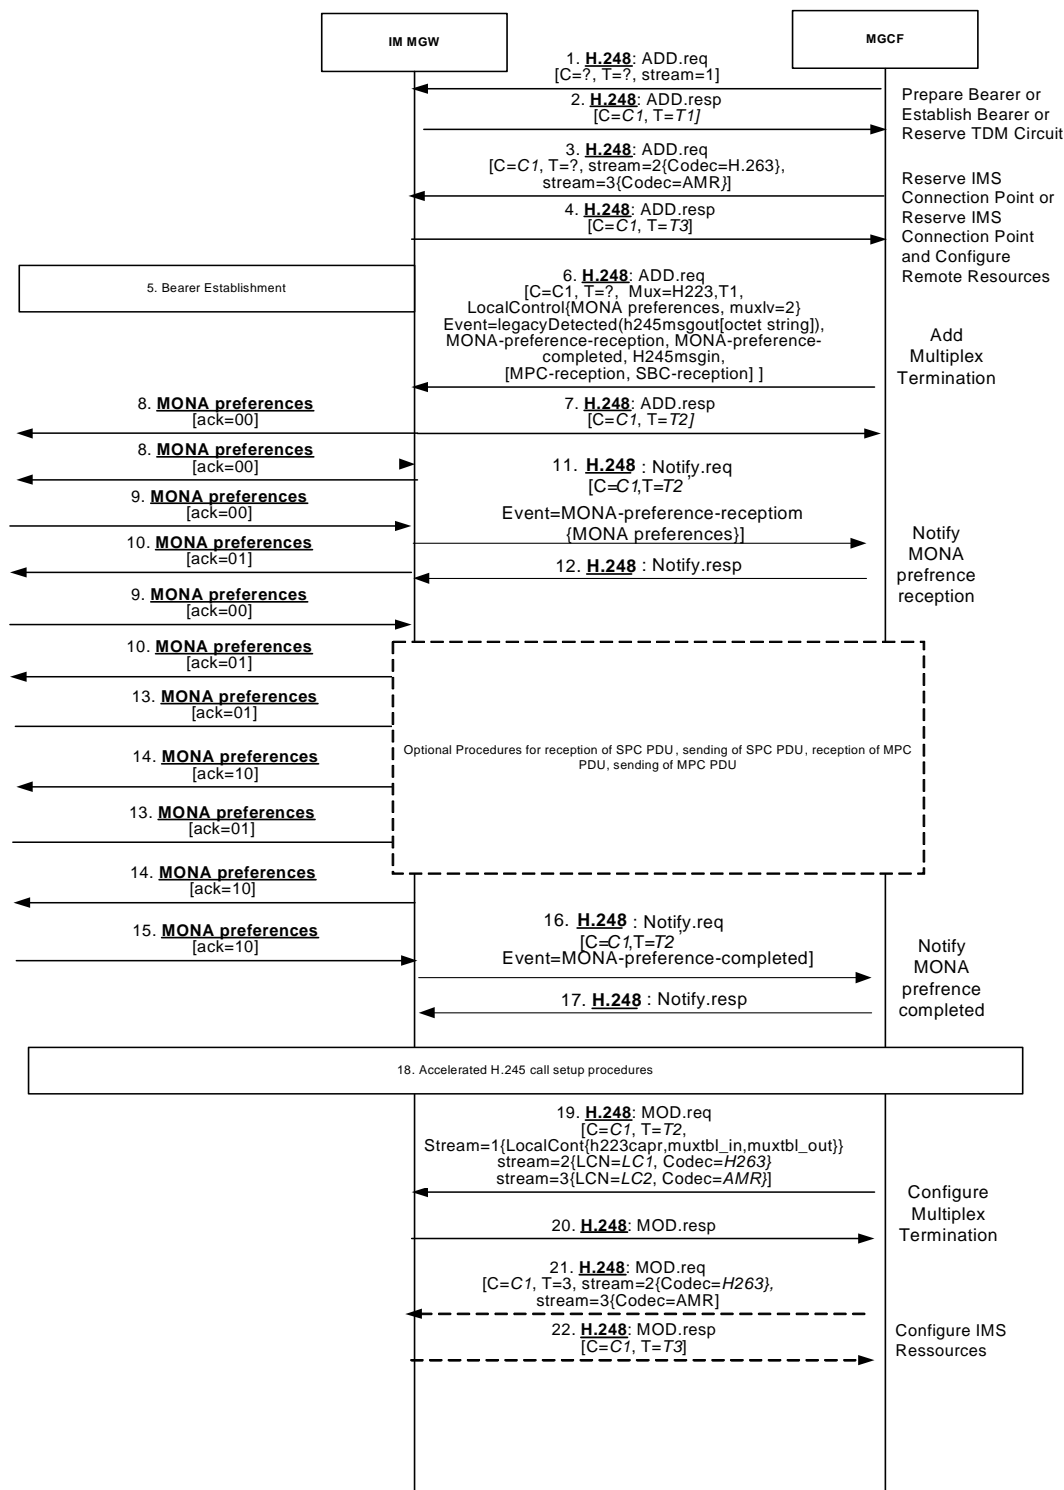 IM MGW
MGCF
1. H.248: ADD.req
[C=?, T=?, stream=1]
2. H.248: ADD.resp
[C=C1, T=T1]
Prepare Bearer or
Establish Bearer or
Reserve TDM Circuit
3. H.248: ADD.req
[C=C1, T=?, stream=2{Codec=H.263},
stream=3{Codec=AMR}]
4. H.248: ADD.resp
[C=C1, T=T3]
Reserve IMS
Connection Point or
Reserve IMS
Connection Point
and Configure
Remote Resources
5. Bearer Establishment
6. H.248: ADD.req
[C=C1, T=?, Mux=H223,T1,
LocalControl{MONA preferences, muxlv=2}
Event=legacyDetected(h245msgout[octet string]),
MONA-preference-reception, MONA-preference-
completed, H245msgin,
[MPC-reception, SBC-reception] ]
Add
Multiplex
Termination
8. MONA preferences
[ack=00]
7. H.248: ADD.resp
[C=C1, T=T2]
8. MONA preferences
[ack=00]
11. H.248 : Notify.req
[C=C1,T=T2 ,
Event=MONA-preference-receptiom
{MONA preferences}]
9. MONA preferences
[ack=00]
10. MONA preferences
[ack=01]
12. H.248 : Notify.resp
Notify
MONA
prefrence
reception
9. MONA preferences
[ack=00]
10. MONA preferences
[ack=01]
13. MONA preferences
[ack=01]
Optional Procedures for reception of SPC PDU, sending of SPC PDU, reception of MPC
PDU, sending of MPC PDU
14. MONA preferences
[ack=10]
13. MONA preferences
[ack=01]
14. MONA preferences
[ack=10]
15. MONA preferences
[ack=10]
16. H.248 : Notify.req
[C=C1,T=T2 ,
Event=MONA-preference-completed]
17. H.248 : Notify.resp
Notify
MONA
prefrence
completed
18. Accelerated H.245 call setup procedures
19. H.248: MOD.req
[C=C1, T=T2,
Stream=1{LocalCont{h223capr,muxtbl_in,muxtbl_out}}
stream=2{LCN=LC1, Codec=H263}
stream=3{LCN=LC2, Codec=AMR}]
20. H.248: MOD.resp
Configure
Multiplex
Termination
21. H.248: MOD.req
[C=C1, T=3, stream=2{Codec=H263},
stream=3{Codec=AMR]
22. H.248: MOD.resp
[C=C1, T=T3]
Configure IMS
Ressources